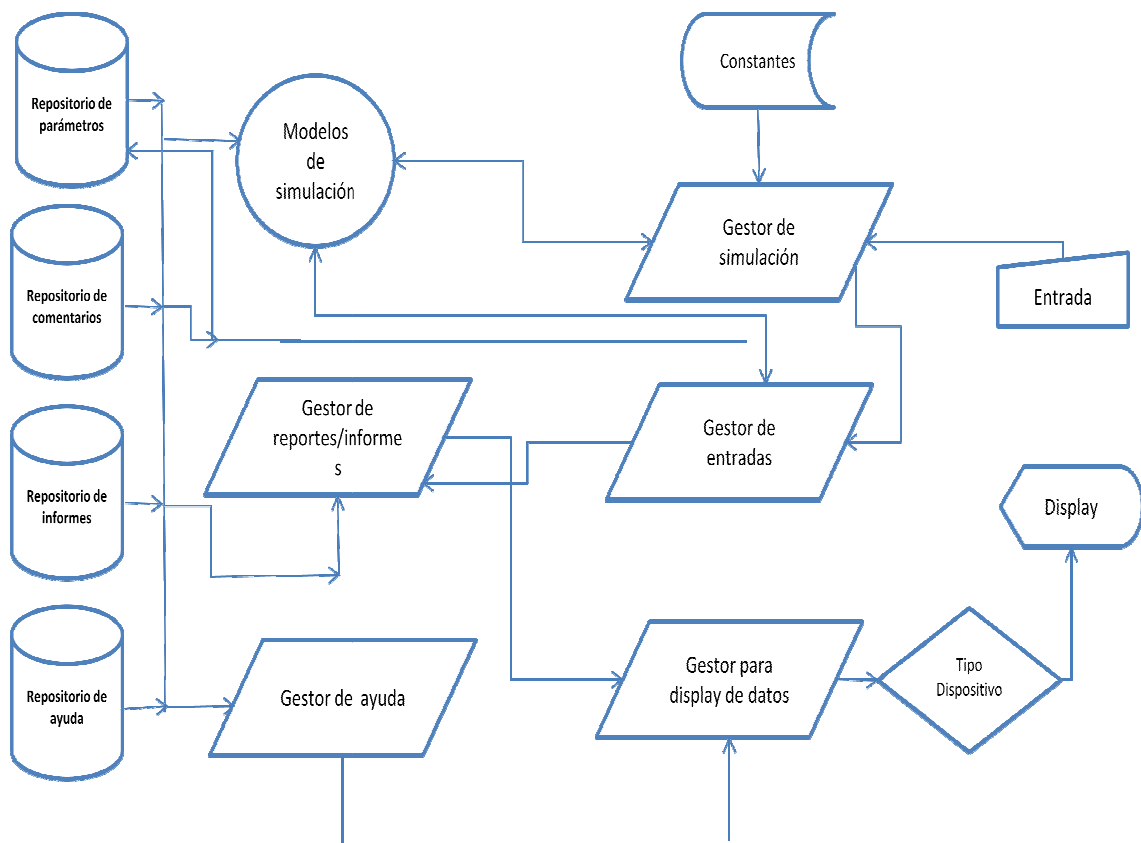 Constantes
Repositorio de
parámetros
Modelos
de
simulación
Gestor de
simulación
Entrada
Repositorio de
comentarios
Gestor de
reportes/informe
s
Gestor de
entradas
Repositorio de
informes
Display
Repositorio de
ayuda
Gestor de ayuda
Gestor para
display de datos
Tipo
Dispositivo